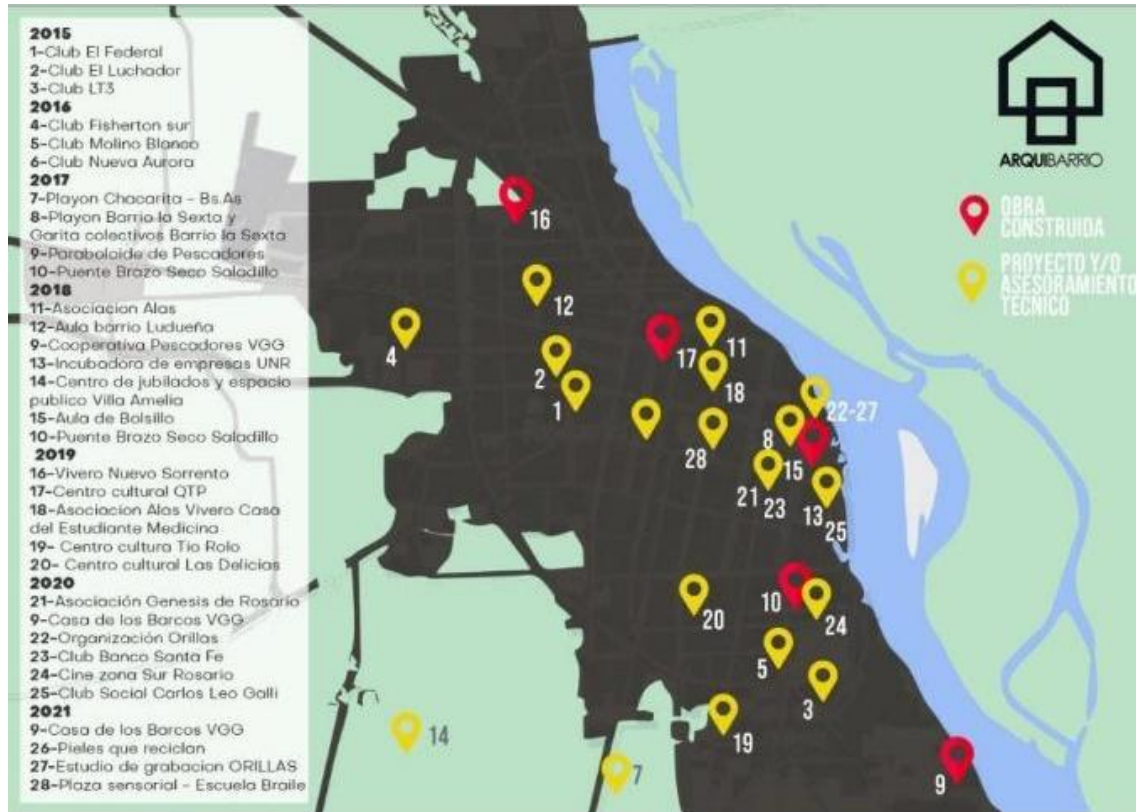 2015
1-Club El Federal
2-Club El Luchador
3-Club LT3
2016
4-Club Fisherton sur
5-Club Molino Blanco
6-Club Nueva Aurora
2017
7-Playon Chacarita - Bs.As
8-Playon Barrio la Sexta y
Garita colectivos Barrio la Sexta
9-Paraboloide de Pescadores
10-Puente Brazo Seco Saladillo
2018
11-Asociacion Alas
12-Aula barrio Ludueña
9-Cooperativa Pescadores VGG
13-Incubadora de empresas UNR
14-Centro de jubilados y espacio
publico Villa Amelia
15-Aula de Bolsillo
10-Puente Brazo Seco Saladillo
2019
16-Vivero Nuevo Sorrento
17-Centro cultural QTP
18-Asociacion Alas Vivero Casa
del Estudiante Medicina
19- Centro cultura Tio Rolo
20- Centro cultural Las Delicias
2020
21-Asociación Genesis de Rosario
9-Casa de los Barcos VGG
22-Organización Orillas
23-Club Banco Santa Fe
24-Cine zona Sur Rosario
25-Club Social Carlos Leo Galli
2021
9-Casa de los Barcos VGG
26-Pieles que reciclan
27-Estudio de grabacion ORILLAS
28-Plaza sensorial - Escuela Braile
ARQUIBARRIO
OBRA
CONSTRUIDA
PROYECTO Y/O
ASESORAMIENTO
TECNICO
16
12
4
17
11
2
18
1
22-27
8
28
15
21
23
13
25
10
24
20
5
3
19
14
7
9